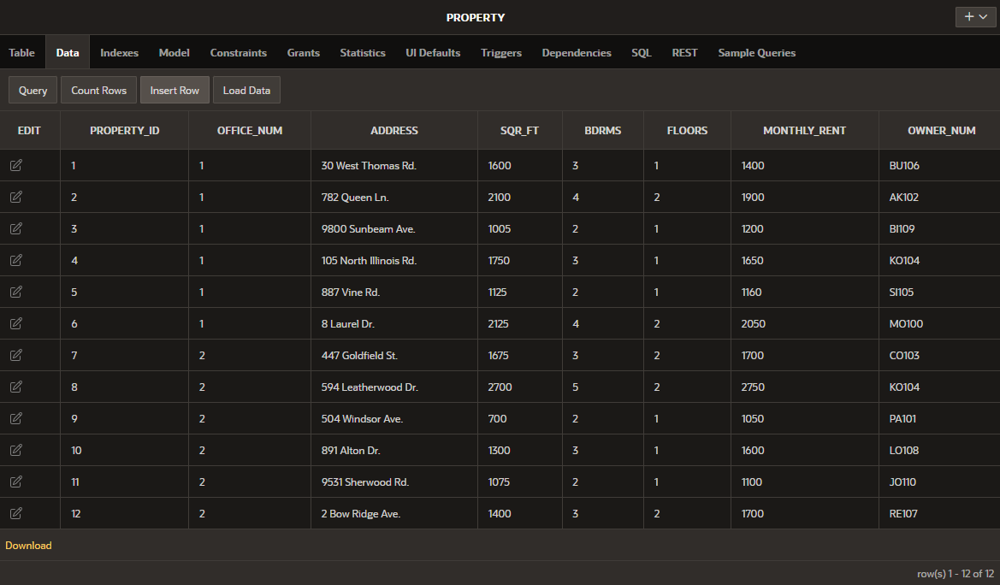 PROPERTY
Table Data Indexes Model Constraints Grants Statistics UI Defaults Triggers Dependencies SQL REST Sample Queries
Query Count Rows Insert Row Load Data
EDIT PROPERTY_ID OFFICE_NUM ADDRESS SQR_FT BDRMS FLOORS MONTHLY_RENT OWNER_NUM
1 1 30 West Thomas Rd. 1600 3 1 1400 BU106
2 1 782 Queen Ln. 2100 4 2 1900 AK102
3 1 9800 Sunbeam Ave. 1005 2 1 1200 BI109
4 1 105 North Illinois Rd. 1750 3 1 1650 KO104
5 1 887 Vine Rd. 1125 2 1 1160 SI105
6 1 8 Laurel Dr. 2125 4 2 2050 MO100
7 2 447 Goldfield St. 1675 3 2 1700 CO103
8 2 594 Leatherwood Dr. 2700 5 2 2750 KO104
9 2 504 Windsor Ave. 700 2 1 1050 PA101
10 2 891 Alton Dr. 1300 3 1 1600 LO108
11 2 9531 Sherwood Rd. 1075 2 1 1100 JO110
12 2 2 Bow Ridge Ave. 1400 3 2 1700 RE107
Download
row(s) 1 - 12 of 12